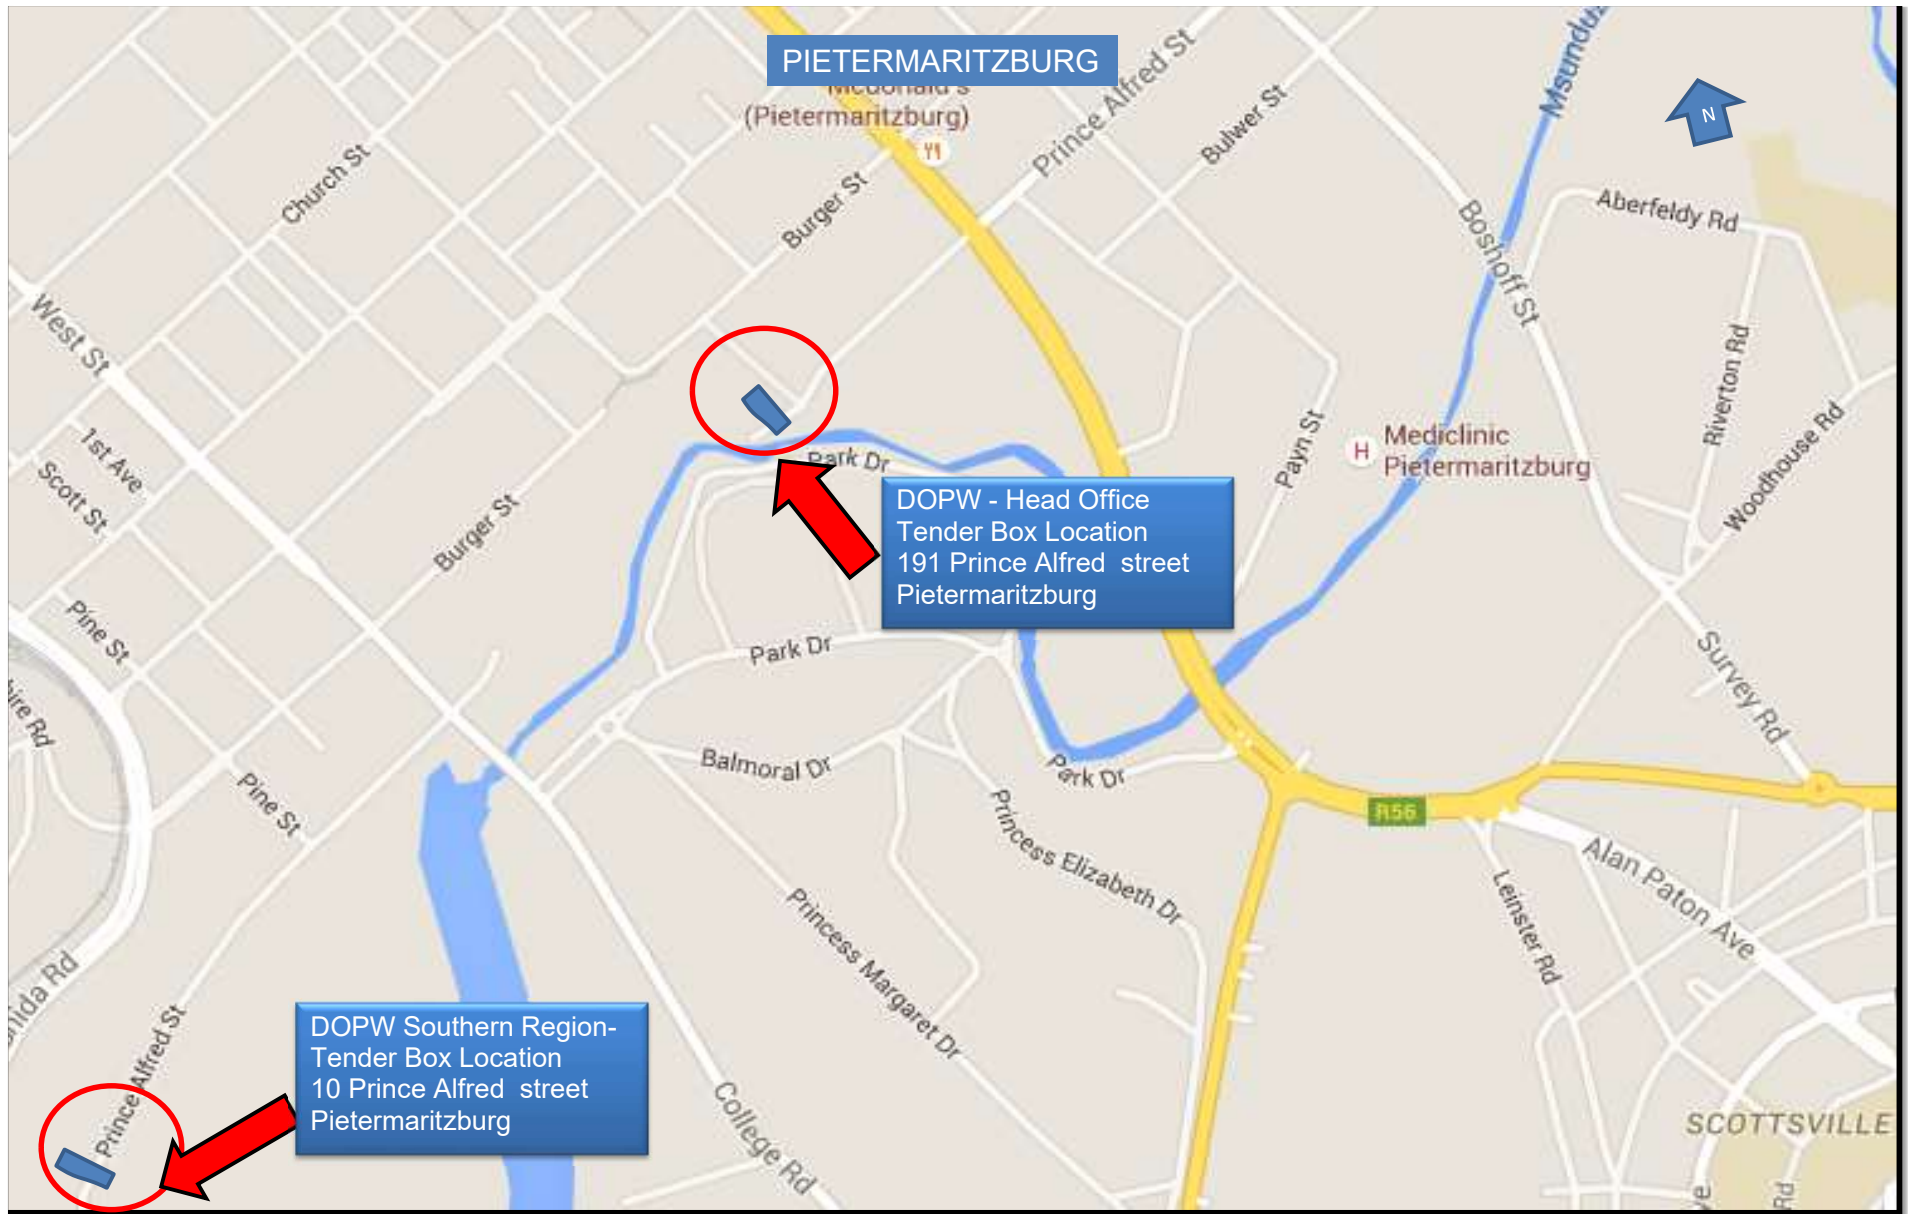 PIETERMARITZBURG
McDonald's
(Pietermaritzburg)
Prince Alfred St
Bulwer St
N
Church St
Burger St
Boshoff St
Aberfeldy Rd
West St
Riverton Rd
1st Ave
Scott St
Park Dr
Payn St
H
Mediclinic
Pietermaritzburg
Woodhouse Rd
Burger St
DOPW - Head Office
Tender Box Location
191 Prince Alfred street
Pietermaritzburg
Pine St
Park Dr
Survey Rd
Rd
Balmoral Dr
Park Dr
Pine St
Princess Elizabeth Dr
R56
Alan Paton Ave
Leinster Rd
Princess Margaret Dr
Rd
Prince Alfred St
DOPW Southern Region-
Tender Box Location
10 Prince Alfred street
Pietermaritzburg
College Rd
SCOTTSVILLE
Rd